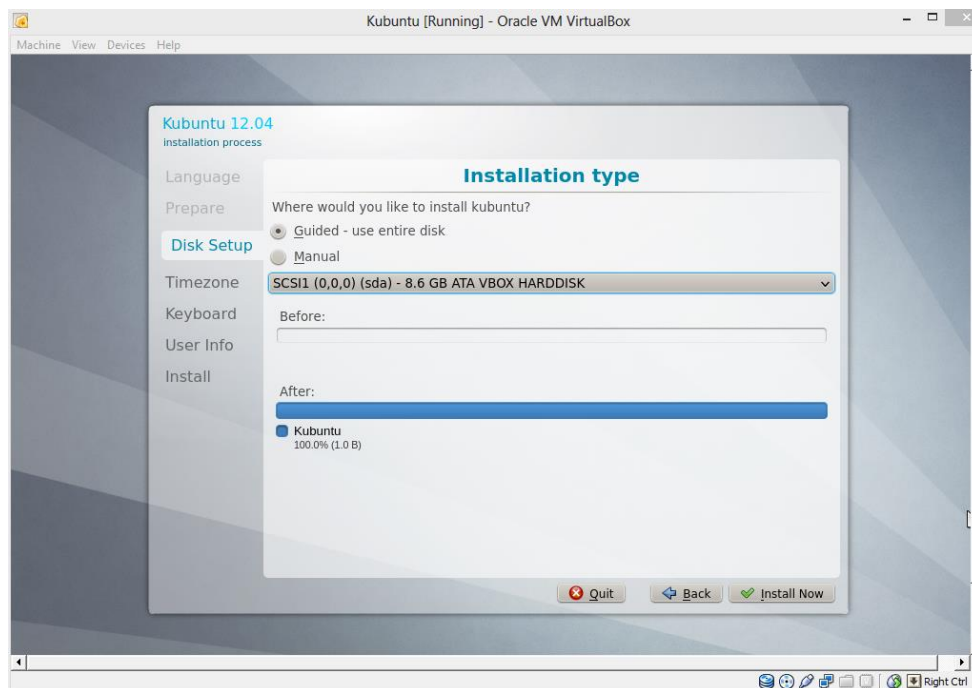 Kubuntu [Running] - Oracle VM VirtualBox
Machine View Devices Help
Kubuntu 12.04
installation process
Language
Prepare
Disk Setup
Timezone
Keyboard
User Info
Install
Installation type
Where would you like to install kubuntu?
Guided - use entire disk
Manual
SCSI1 (0,0,0) (sda) - 8.6 GB ATA VBOX HARDDISK
Before:
After:
Kubuntu
100.0% (1.0 B)
Quit Back Install Now
Right Ctrl